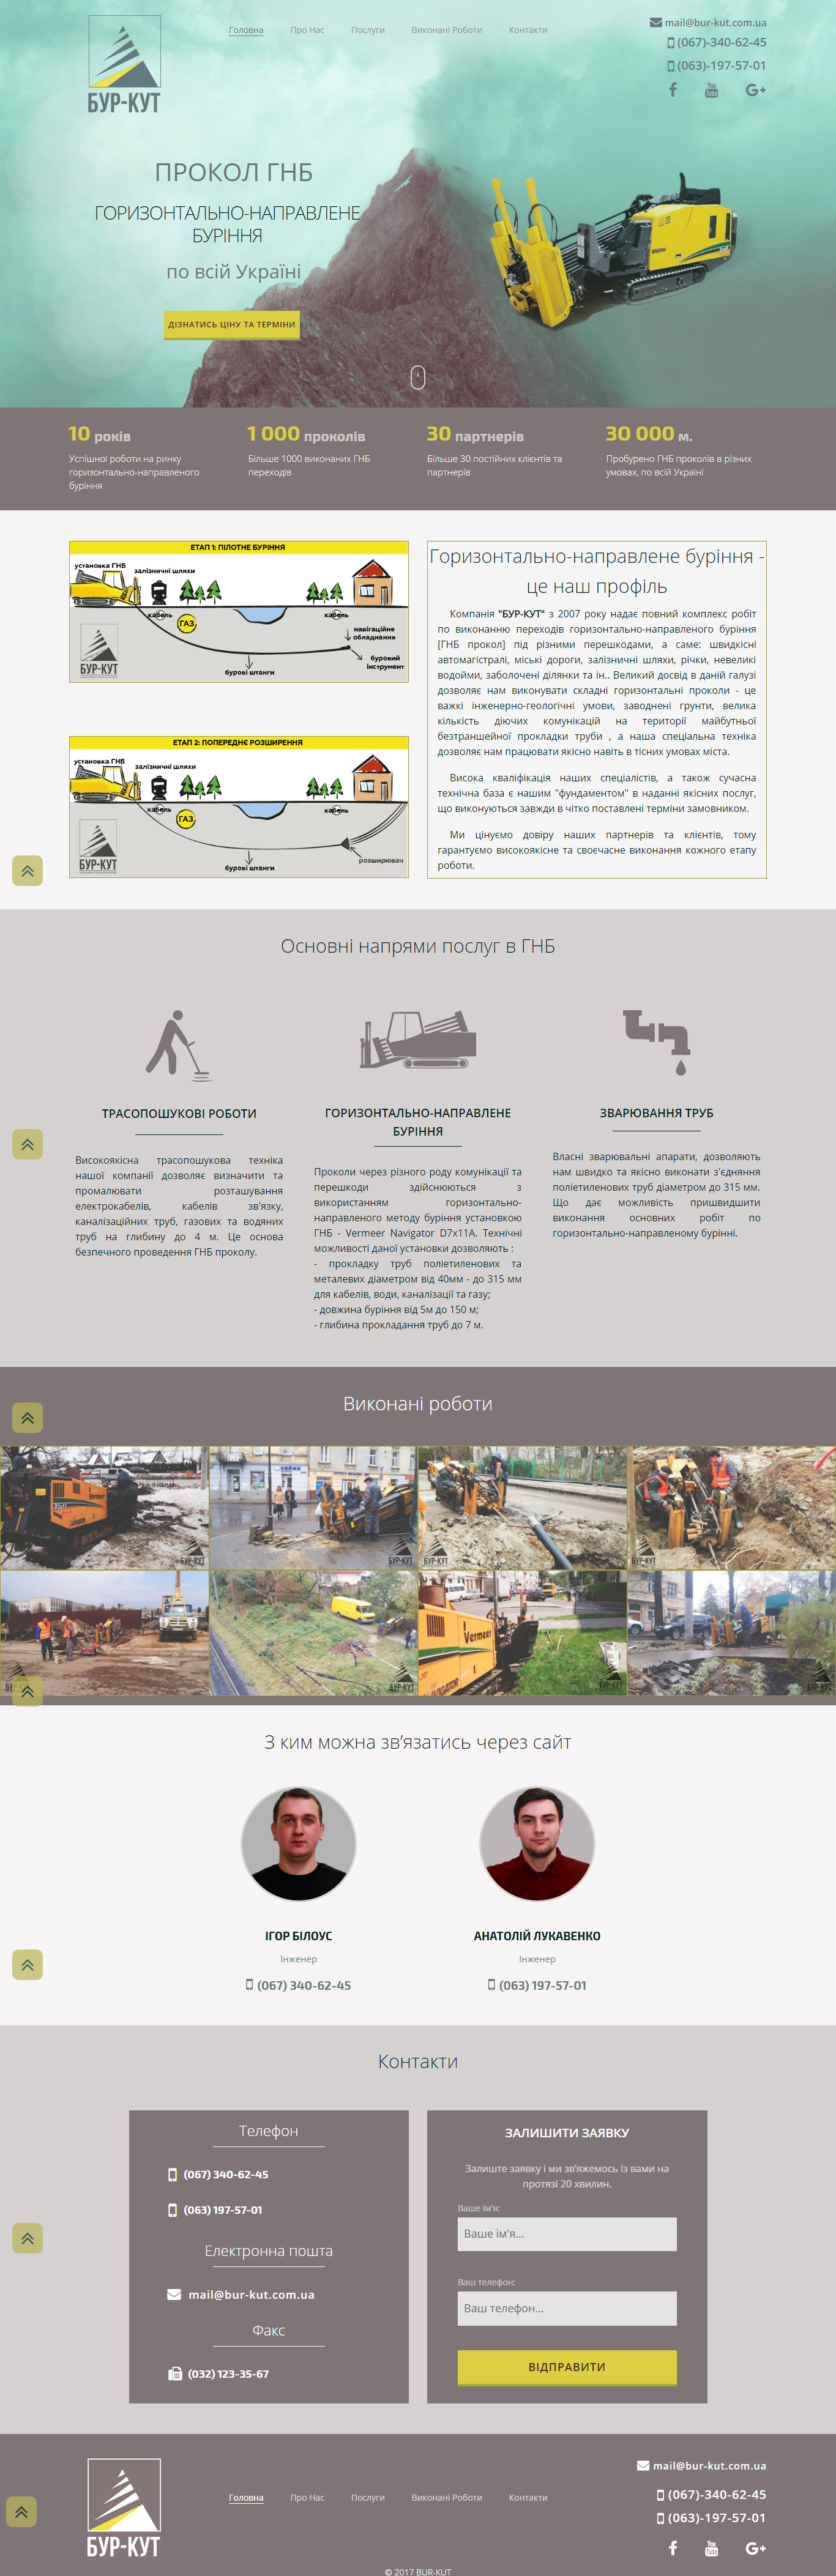 БУР-КУТ
Головна
Про Нас
Послуги
Виконані Роботи
Контакти
mail@bur-kut.com.ua
(067)-340-62-45
(063)-197-57-01
ПРОКОЛ ГНБ
ГОРИЗОНТАЛЬНО-НАПРАВЛЕНЕ
БУРІННЯ
по всій Україні
ДІЗНАТИСЬ ЦІНУ ТА ТЕРМІНИ
10 років
Успішної роботи на ринку
горизонтально-направленого
буріння
1 000 проколів
Більше 1000 виконаних ГНБ
переходів
30 партнерів
Більше 30 постійних клієнтів та
партнерів
30 000 м.
Пробурено ГНБ проколів в різних
умовах, по всій Україні
ЕТАП 1: ПІЛОТНЕ БУРІННЯ
установка ГНБ
залізничні шляхи
кабель
ГАЗ
кабель
навігаційне
обладнання
буровий
інструмент
бурові штанги
БУР-КУТ
ЕТАП 2: ПОПЕРЕДНЄ РОЗШИРЕННЯ
установка ГНБ
залізничні шляхи
кабель
ГАЗ
кабель
розширювач
бурові штанги
БУР-КУТ
Горизонтально-направлене буріння -
це наш профіль
Компанія "БУР-КУТ" з 2007 року надає повний комплекс робіт
по виконанню переходів горизонтально-направленого буріння
[ГНБ прокол] під різними перешкодами, а саме: швидкісні
автомагістралі, міські дороги, залізничні шляхи, річки, невеликі
водойми, заболочені ділянки та ін.. Великий досвід в даній галузі
дозволяє нам виконувати складні горизонтальні проколи - це
важкі інженерно-геологічні умови, заводнені грунти, велика
кількість діючих комунікацій на території майбутньої
безтраншейної прокладки труби , а наша спеціальна техніка
дозволяє нам працювати якісно навіть в тісних умовах міста.
Висока кваліфікація наших спеціалістів, а також сучасна
технічна база є нашим "фундаментом" в наданні якісних послуг,
що виконуються завжди в чітко поставлені терміни замовником.
Ми цінуємо довіру наших партнерів та клієнтів, тому
гарантуємо високоякісне та своєчасне виконання кожного етапу
роботи.
Основні напрями послуг в ГНБ
ТРАСОПОШУКОВІ РОБОТИ
Високоякісна трасопошукова техніка
нашої компанії дозволяє визначити та
промалювати розташування
електрокабелів, кабелів зв'язку,
каналізаційних труб, газових та водяних
труб на глибину до 4 м. Це основа
безпечного проведення ГНБ проколу.
ГОРИЗОНТАЛЬНО-НАПРАВЛЕНЕ
БУРІННЯ
Проколи через різного роду комунікації та
перешкоди здійснюються з
використанням горизонтально-
направленого методу буріння установкою
ГНБ - Vermeer Navigator D7x11A. Технічні
можливості даної установки дозволяють :
- прокладку труб поліетиленових та
металевих діаметром від 40мм - до 315 мм
для кабелів, води, каналізації та газу;
- довжина буріння від 5м до 150 м;
- глибина прокладання труб до 7 м.
ЗВАРЮВАННЯ ТРУБ
Власні зварювальні апарати, дозволяють
нам швидко та якісно виконати з'єдняння
поліетиленових труб діаметром до 315 мм.
Що дає можливість пришвидшити
виконання основних робіт по
горизонтально-направленому бурінні.
Виконані роботи
БУР-КУТ
БУР-КУТ
БУР-КУТ
БУР-КУТ
Vermeer
БУР-КУТ
БУР-КУТ
БУР-КУТ
З ким можна зв’язатись через сайт
ІГОР БІЛОУС
Інженер
(067) 340-62-45
АНАТОЛІЙ ЛУКАВЕНКО
Інженер
(063) 197-57-01
Контакти
Телефон
(067) 340-62-45
(063) 197-57-01
Електронна пошта
mail@bur-kut.com.ua
Факс
(032) 123-35-67
ЗАЛИШИТИ ЗАЯВКУ
Залиште заявку і ми зв’яжемось із вами на
протязі 20 хвилин.
Ваше ім'я:
Ваше ім'я...
Ваш телефон:
Ваш телефон...
ВІДПРАВИТИ
БУР-КУТ
Головна
Про Нас
Послуги
Виконані Роботи
Контакти
mail@bur-kut.com.ua
(067)-340-62-45
(063)-197-57-01
© 2017 BUR-KUT